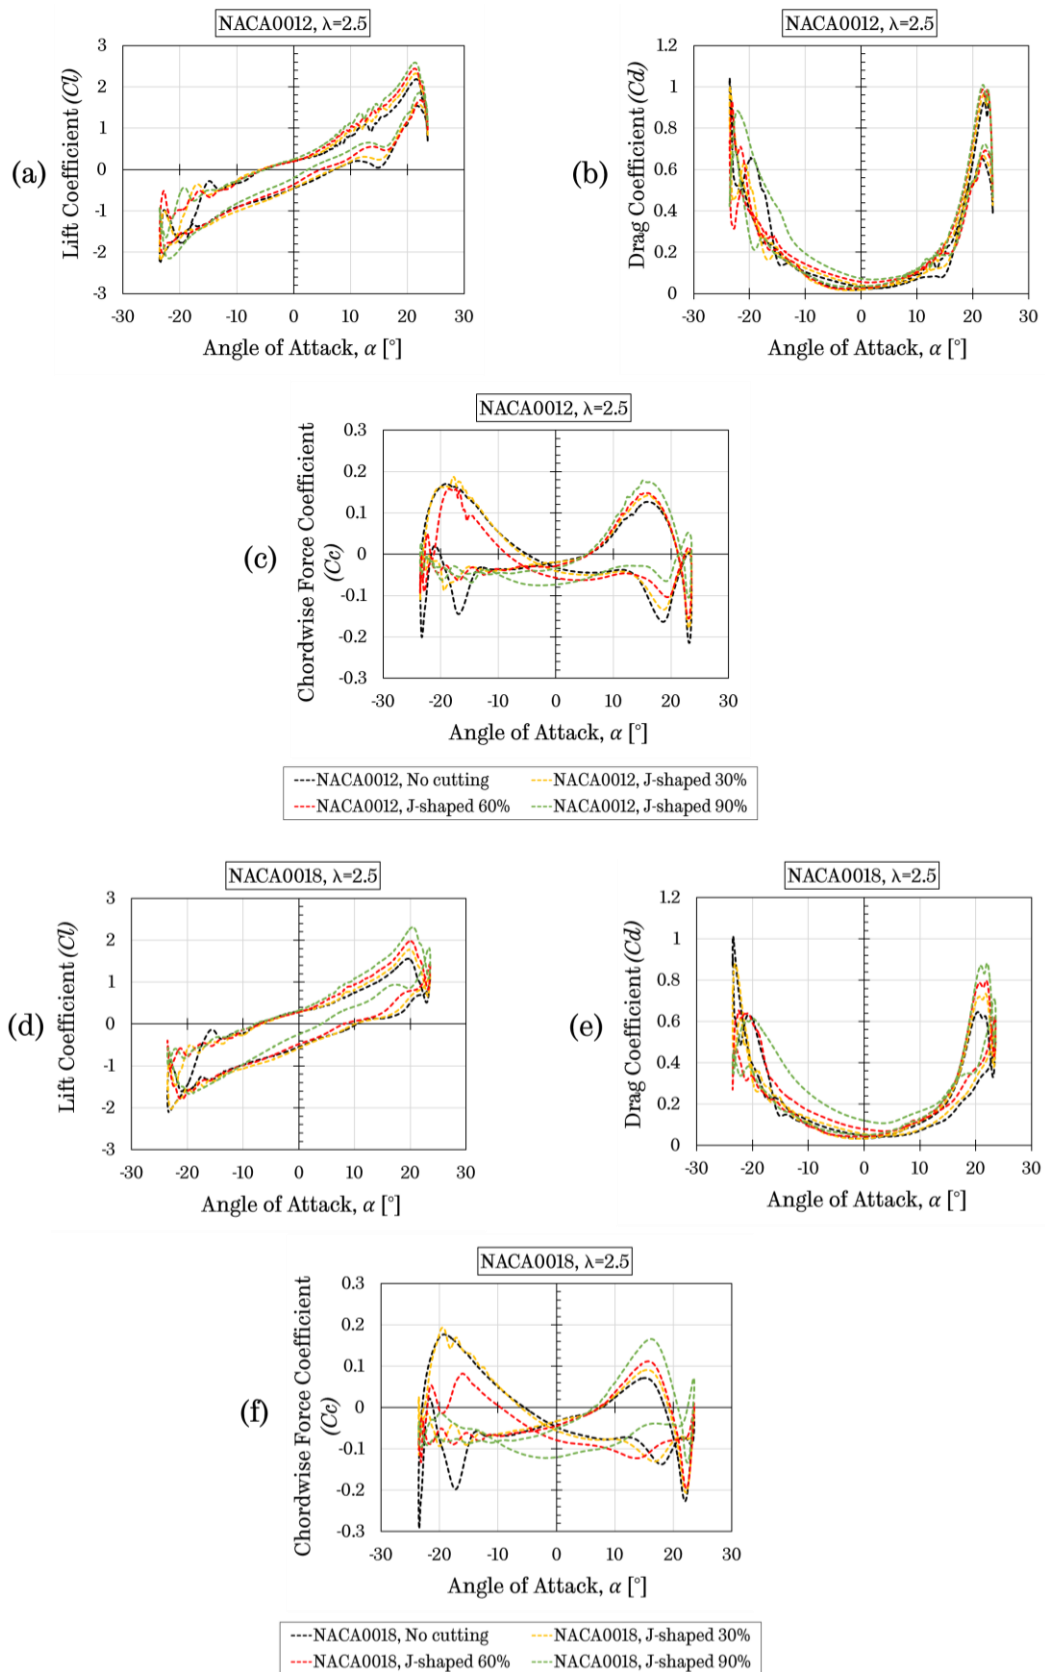 NACA0012, λ=2.5
NACA0012, λ=2.5
(a)
Lift Coefficient (Cl)
3
2
1
0
-1
-2
-3
-30 -20 -10 0 10 20 30
Angle of Attack, α [°]
(b)
Drag Coefficient (Cd)
1.2
1
0.8
0.6
0.4
0.2
0
-30 -20 -10 0 10 20 30
Angle of Attack, α [°]
NACA0012, λ=2.5
(c)
Chordwise Force Coefficient
(Cc)
0.3
0.2
0.1
0
-0.1
-0.2
-0.3
-30 -20 -10 0 10 20 30
Angle of Attack, α [°]
NACA0012, No cutting NACA0012, J-shaped 30%
NACA0012, J-shaped 60% NACA0012, J-shaped 90%
NACA0018, λ=2.5
NACA0018, λ=2.5
(d)
Lift Coefficient (Cl)
3
2
1
0
-1
-2
-3
-30 -20 -10 0 10 20 30
Angle of Attack, α [°]
(e)
Drag Coefficient (Cd)
1.2
1
0.8
0.6
0.4
0.2
0
-30 -20 -10 0 10 20 30
Angle of Attack, α [°]
NACA0018, λ=2.5
(f)
Chordwise Force Coefficient
(Cc)
0.3
0.2
0.1
0
-0.1
-0.2
-0.3
-30 -20 -10 0 10 20 30
Angle of Attack, α [°]
NACA0018, No cutting NACA0018, J-shaped 30%
NACA0018, J-shaped 60% NACA0018, J-shaped 90%